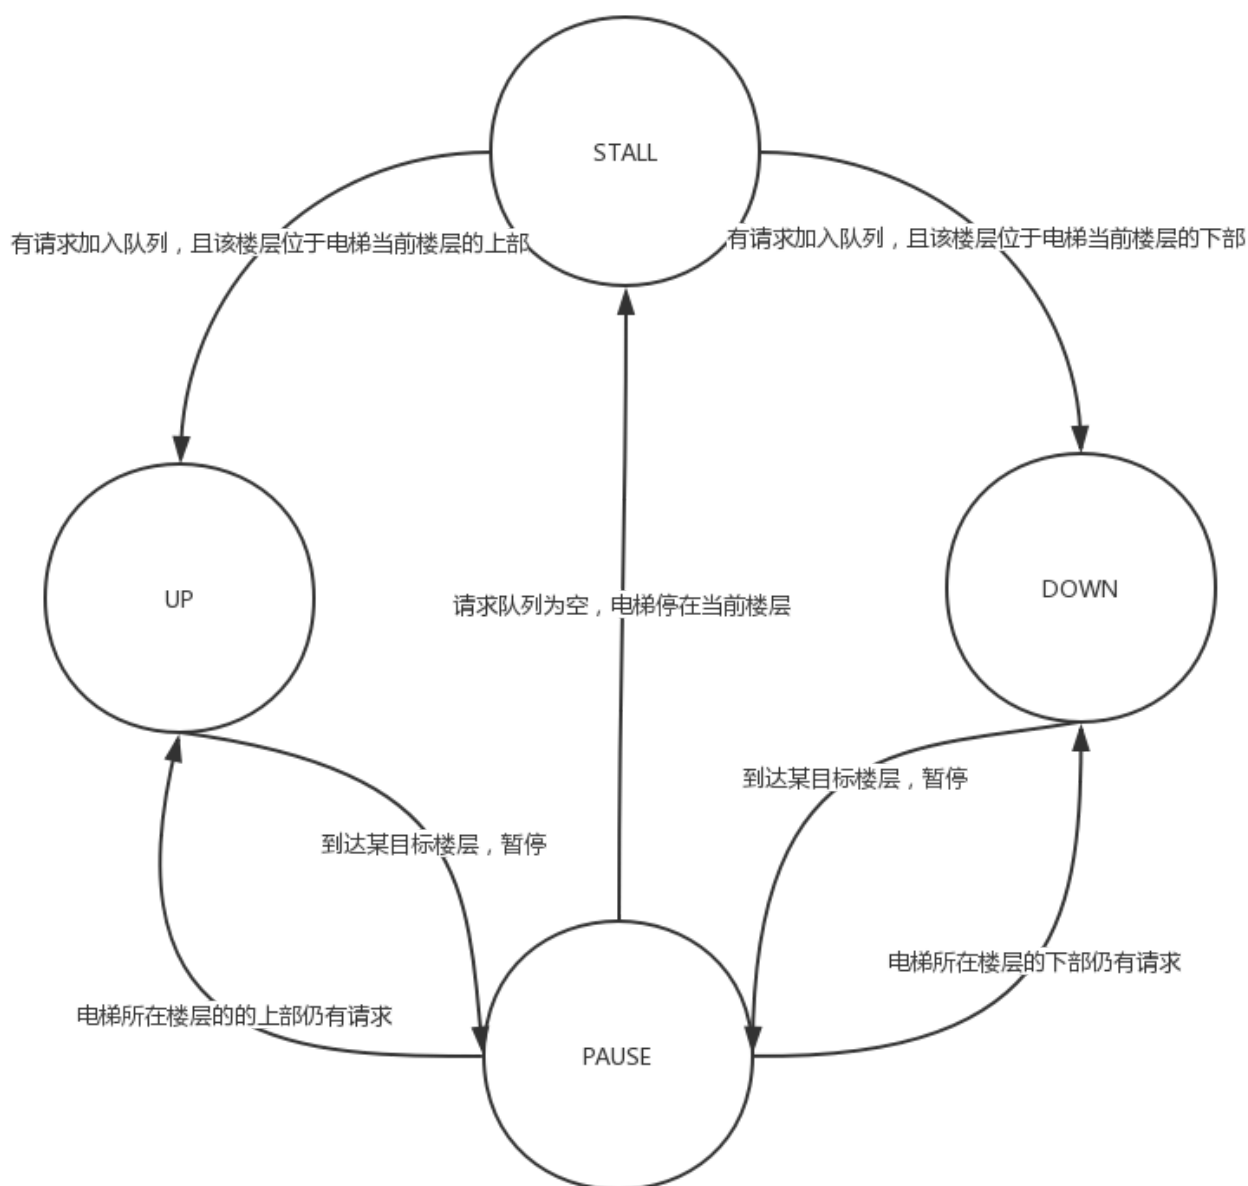 STALL
有请求加入队列，且该楼层位于电梯当前楼层的上部
有请求加入队列，且该楼层位于电梯当前楼层的下部
UP
DOWN
请求队列为空，电梯停在当前楼层
到达某目标楼层，暂停
到达某目标楼层，暂停
电梯所在楼层的下部仍有请求
电梯所在楼层的的上部仍有请求
PAUSE